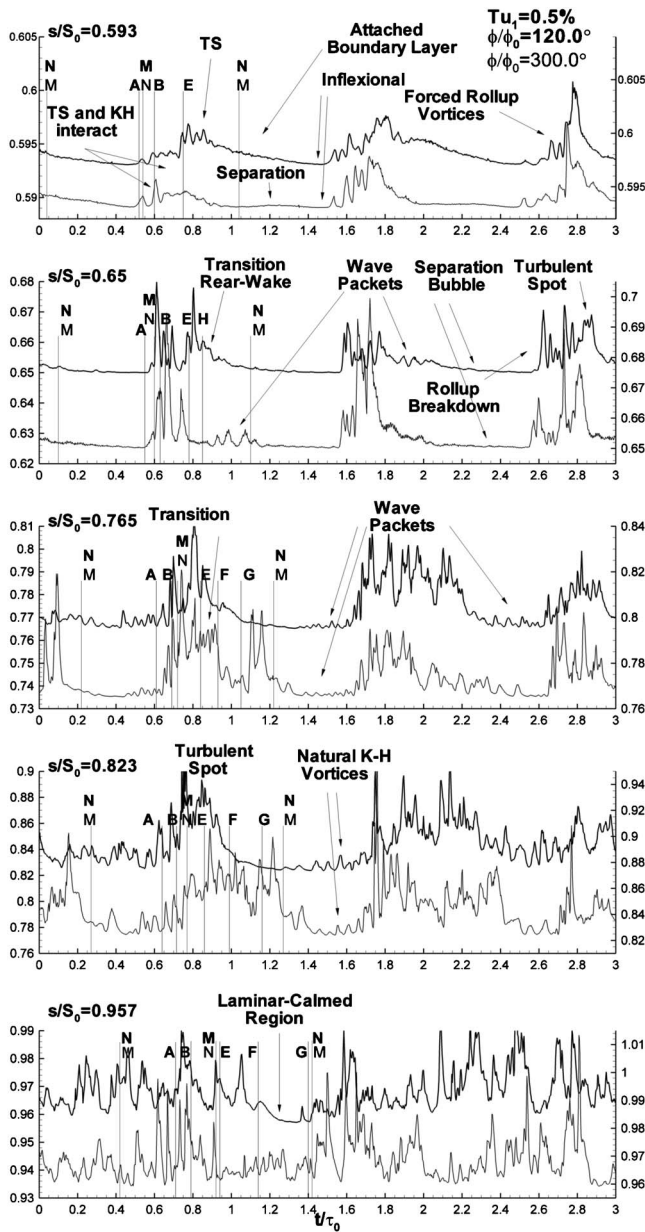 Tu1=0.5%
ϕ/ϕ0=120.0°
ϕ/ϕ0=300.0°
s/S0=0.593
TS
Attached
Boundary Layer
Inflexional
Forced Rollup
Vortices
N
M
A
M
N
B
E
N
M
TS and KH
interact
Separation
0.605
0.6
0.595
0.59
0.605
0.6
0.595
0 0.2 0.4 0.6 0.8 1 1.2 1.4 1.6 1.8 2 2.2 2.4 2.6 2.8 3
s/S0=0.65
Transition
Rear-Wake
Wave
Packets
Separation
Bubble
Turbulent
Spot
N
M
A
M
N
B
E
H
N
M
Rollup
Breakdown
0.68
0.67
0.66
0.65
0.64
0.63
0.62
0.7
0.69
0.68
0.67
0.66
0.65
0 0.2 0.4 0.6 0.8 1 1.2 1.4 1.6 1.8 2 2.2 2.4 2.6 2.8 3
s/S0=0.765
Transition
Wave
Packets
N
M
A
B
M
N
E
F
G
N
M
0.81
0.8
0.79
0.78
0.77
0.76
0.75
0.74
0.73
0.84
0.82
0.8
0.78
0.76
0 0.2 0.4 0.6 0.8 1 1.2 1.4 1.6 1.8 2 2.2 2.4 2.6 2.8 3
s/S0=0.823
Turbulent
Spot
Natural K-H
Vortices
N
M
A
B
M
N
E
F
G
N
M
0.9
0.88
0.86
0.84
0.82
0.8
0.78
0.76
0.94
0.92
0.9
0.88
0.86
0.84
0.82
0 0.2 0.4 0.6 0.8 1 1.2 1.4 1.6 1.8 2 2.2 2.4 2.6 2.8 3
s/S0=0.957
Laminar-Calmed
Region
N
M
A
B
M
N
E
F
G
N
M
0.99
0.98
0.97
0.96
0.95
0.94
0.93
1.01
1
0.99
0.98
0.97
0.96
0 0.2 0.4 0.6 0.8 1 1.2 1.4 1.6 1.8 2 2.2 2.4 2.6 2.8 3
t/τ0